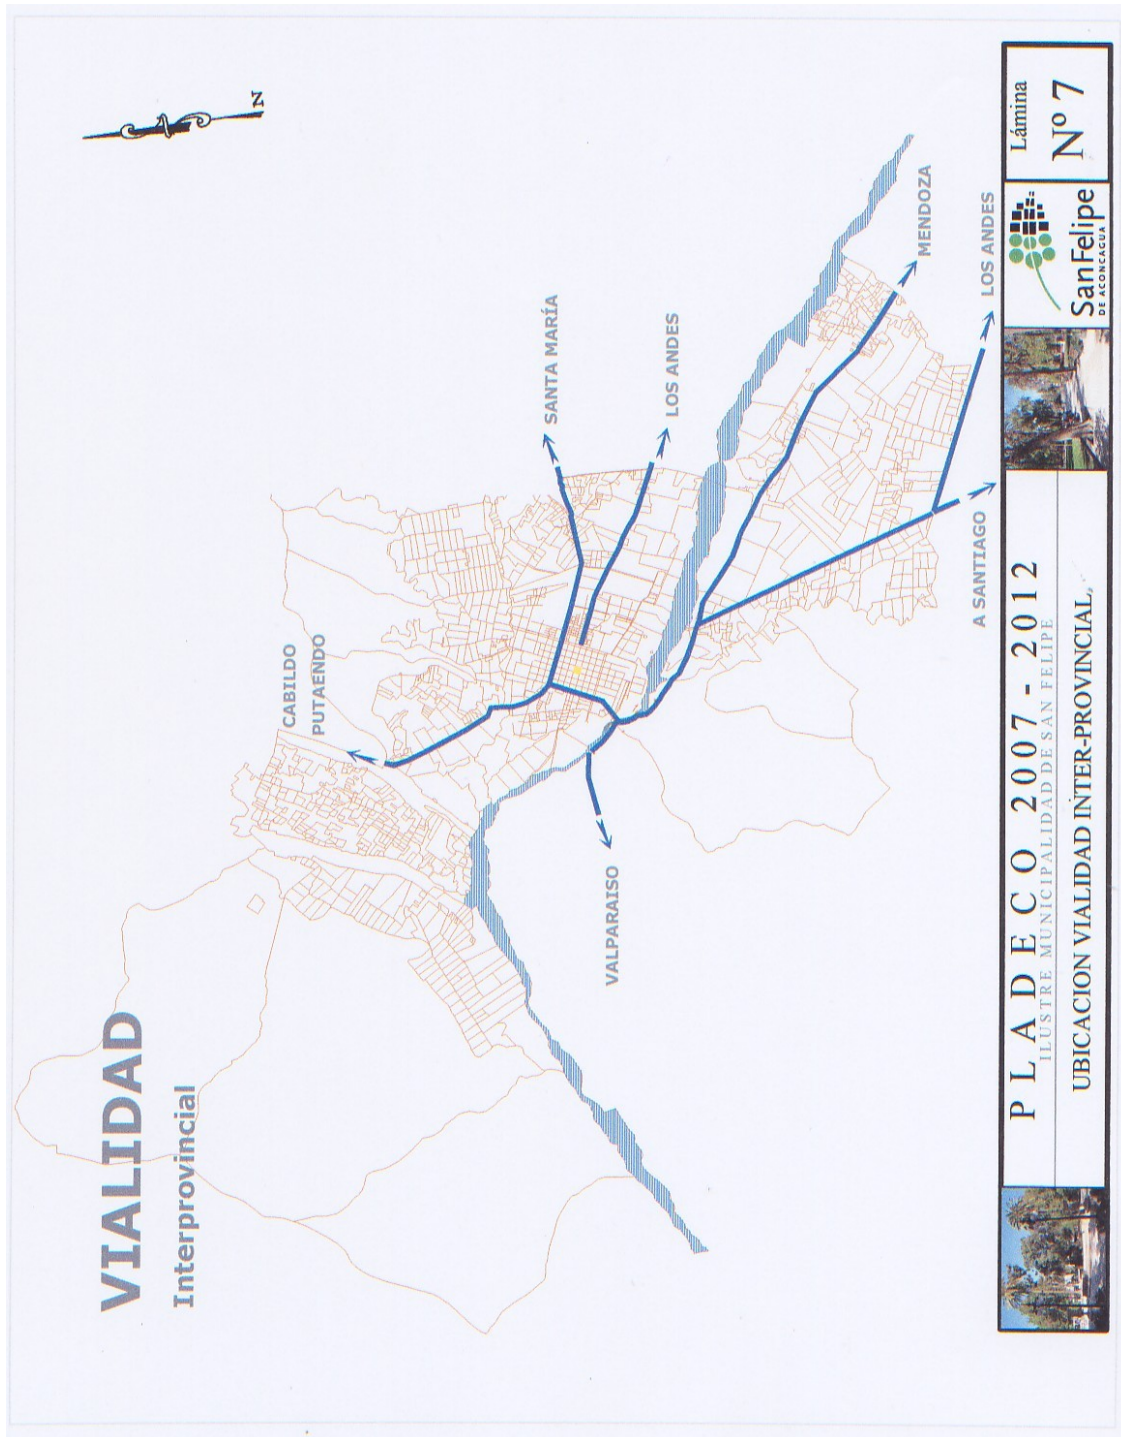 VIALIDAD
Interprovincial
N
CABILDO
PUTAENDO
SANTA MARÍA
LOS ANDES
VALPARAISO
MENDOZA
A SANTIAGO
LOS ANDES
P L A D E C O 2007 - 2012
ILUSTRE MUNICIPALIDAD DE SAN FELIPE
UBICACION VIALIDAD INTER-PROVINCIAL
SanFelipe
DE ACONCAGUA
Lámina
Nº 7